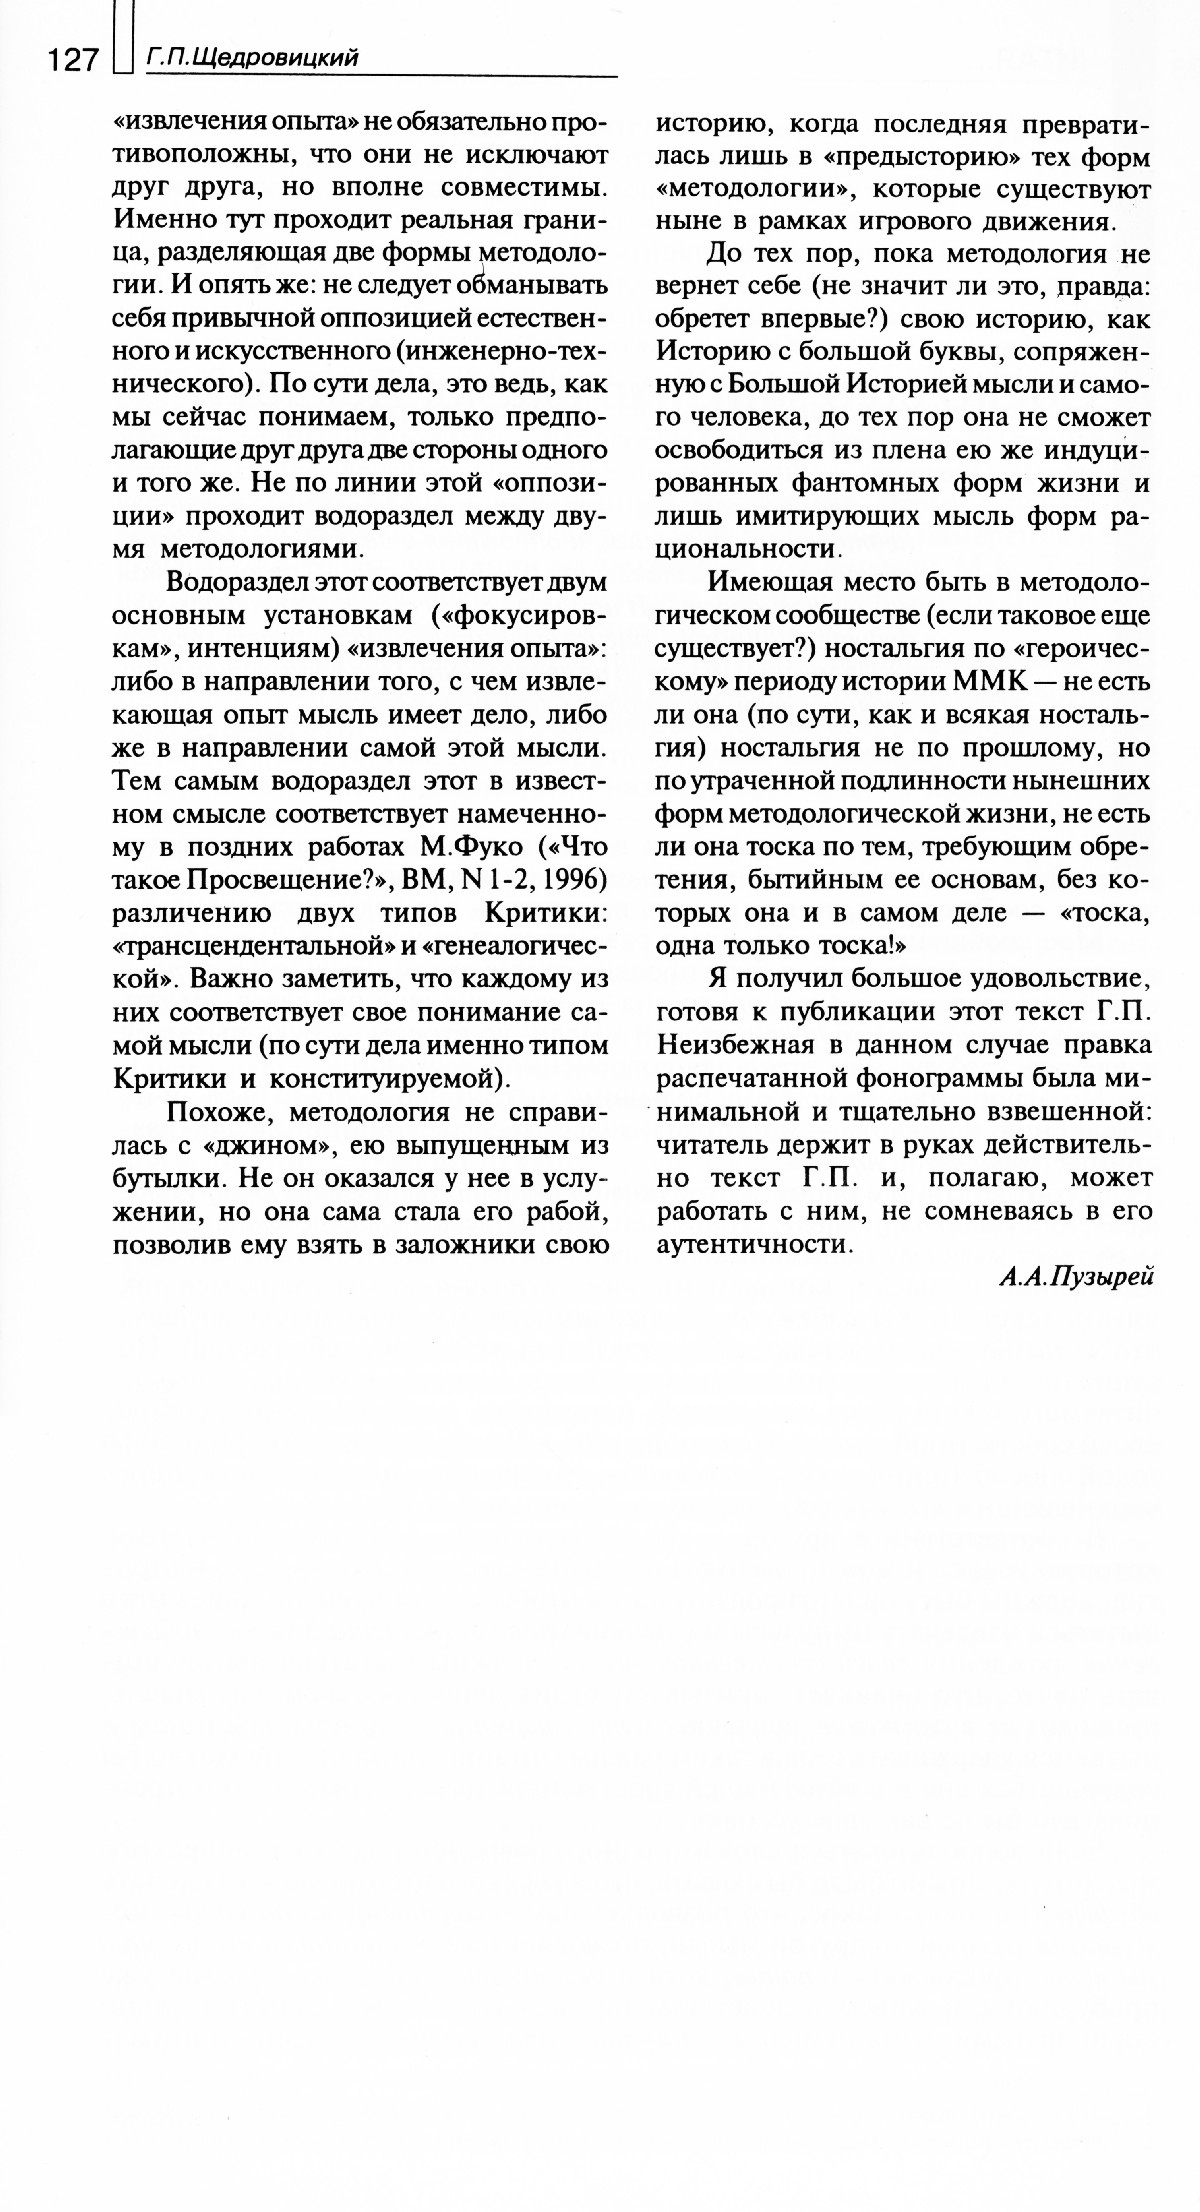 127
Г.П.Щедровицкий
«извлечения опыта» не обязательно про-
тивоположны, что они не исключают
друг друга, но вполне совместимы.
Именно тут проходит реальная грани-
ца, разделяющая две формы методоло-
гии. И опять же: не следует обманывать
себя привычной оппозицией естествен-
ного и искусственного (инженерно-тех-
нического). По сути дела, это ведь, как
мы сейчас понимаем, только предпо-
лагающие друг друга две стороны одного
и того же. Не по линии этой «оппози-
ции» проходит водораздел между дву-
мя методологиями.
Водораздел этот соответствует двум
основным установкам («фокусиров-
кам», интенциям) «извлечения опыта»:
либо в направлении того, с чем извле-
кающая опыт мысль имеет дело, либо
же в направлении самой этой мысли.
Тем самым водораздел этот в извест-
ном смысле соответствует намеченно-
му в поздних работах М.Фуко («Что
такое Просвещение?», ВМ, N 1-2, 1996)
различению двух типов Критики:
«трансцендентальной» и «генеалогичес-
кой». Важно заметить, что каждому из
них соответствует свое понимание са-
мой мысли (по сути дела именно типом
Критики и конституируемой).
Похоже, методология не справи-
лась с «джином», ею выпущенным из
бутылки. Не он оказался у нее в услу-
жении, но она сама стала его рабой,
позволив ему взять в заложники свою
историю, когда последняя преврати-
лась лишь в «предысторию» тех форм
«методологии», которые существуют
ныне в рамках игрового движения.
До тех пор, пока методология не
вернет себе (не значит ли это, правда:
обретет впервые?) свою историю, как
Историю с большой буквы, сопряжен-
ную с Большой Историей мысли и само-
го человека, до тех пор она не сможет
освободиться из плена ею же индуци-
рованных фантомных форм жизни и
лишь имитирующих мысль форм ра-
циональности.
Имеющая место быть в методоло-
гическом сообществе (если таковое еще
существует?) ностальгия по «героичес-
кому» периоду истории ММК — не есть
ли она (по сути, как и всякая носталь-
гия) ностальгия не по прошлому, но
по утраченной подлинности нынешних
форм методологической жизни, не есть
ли она тоска по тем, требующим обре-
тения, бытийным ее основам, без ко-
торых она и в самом деле — «тоска,
одна только тоска!»
Я получил большое удовольствие,
готовя к публикации этот текст Г.П.
Неизбежная в данном случае правка
распечатанной фонограммы была ми-
нимальной и тщательно взвешенной:
читатель держит в руках действитель-
но текст Г.П. и, полагаю, может
работать с ним, не сомневаясь в его
аутентичности.
А.А.Пузырей